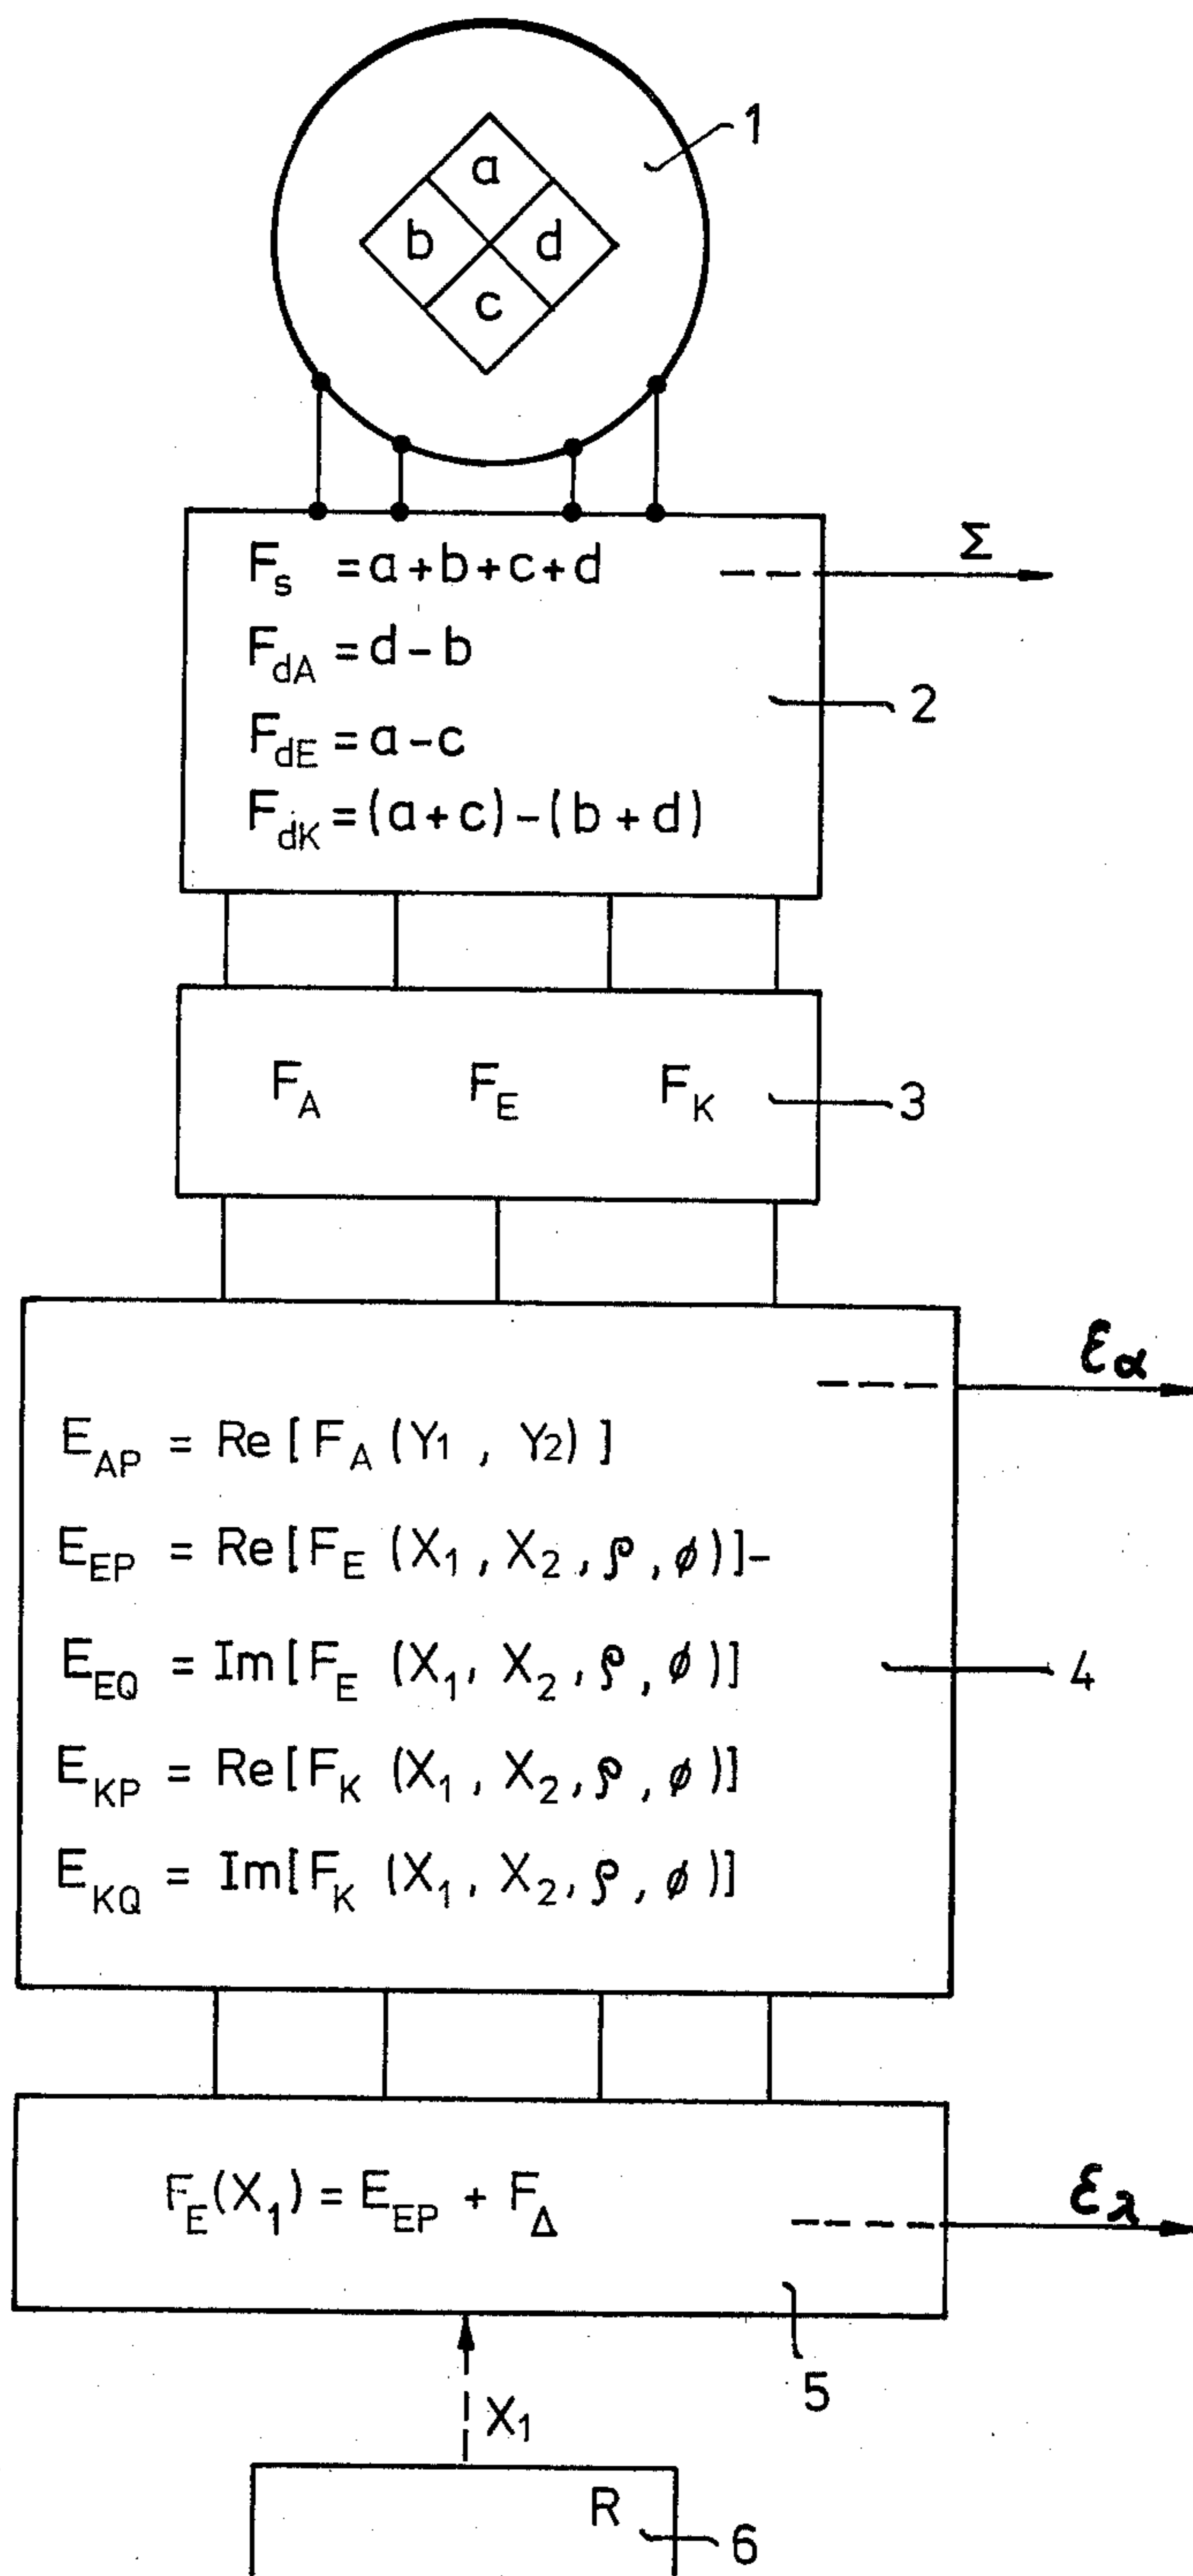 1
a
b d
c
F_s = a+b+c+d
Σ
F_dA = d-b
2
F_dE = a-c
F_dK = (a+c)-(b+d)
F_A F_E F_K
3
ε_α
E_AP = Re[F_A(Y1, Y2)]
E_EP = Re[F_E(X_1, X_2, ρ, ϕ)]-
E_EQ = Im[F_E(X_1, X_2, ρ, ϕ)]
4
E_KP = Re[F_K(X_1, X_2, ρ, ϕ)]
E_KQ = Im[F_K(X_1, X_2, ρ, ϕ)]
F_E(X_1) = E_EP + F_Δ
ε_λ
5
X_1
R
6